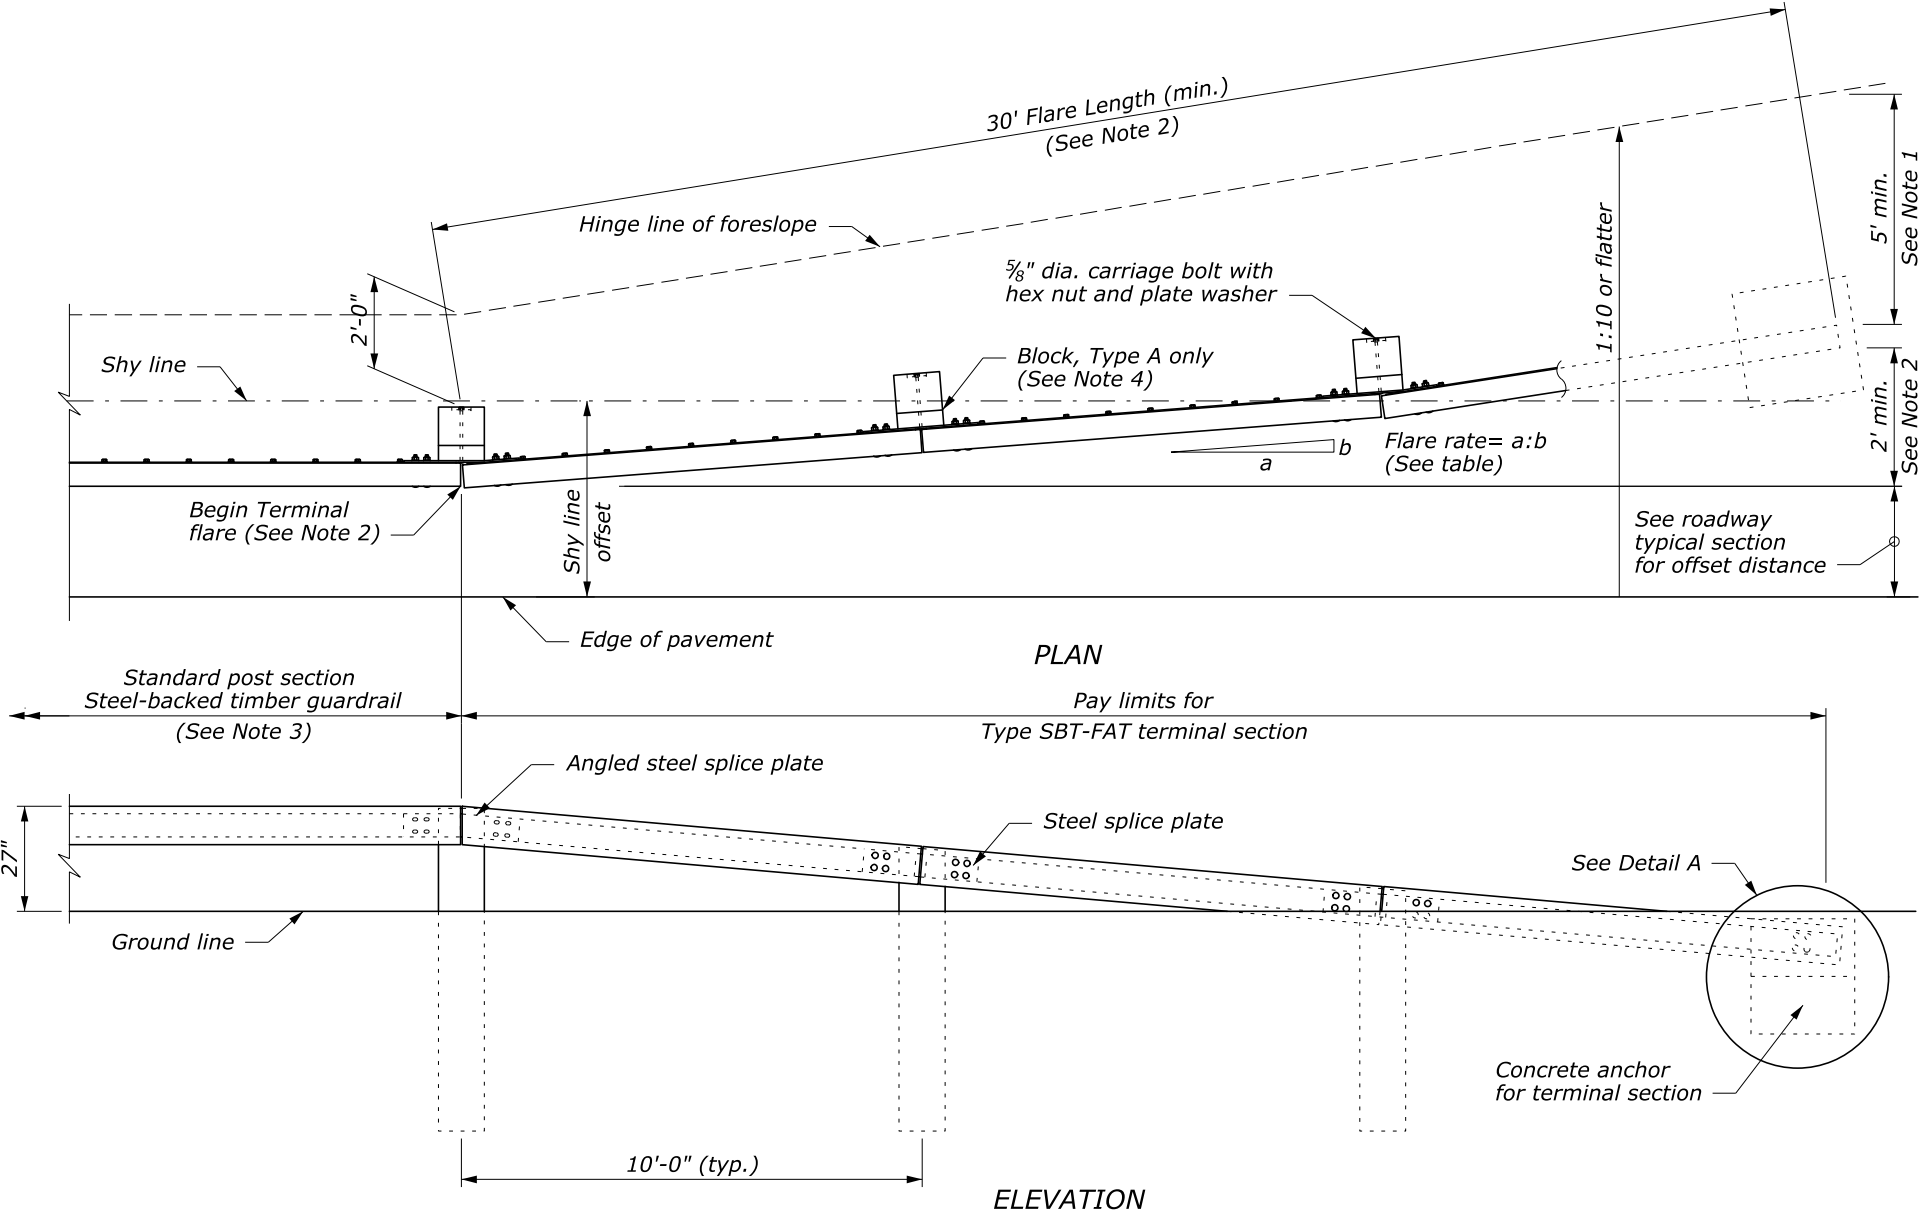 30' Flare Length (min.)
(See Note 2)
Hinge line of foreslope
5/8" dia. carriage bolt with
hex nut and plate washer
2'-0"
Shy line
Block, Type A only
(See Note 4)
1:10 or flatter
5' min.
See Note 1
2' min.
See Note 2
Flare rate= a:b
(See table)
a
b
Begin Terminal
flare (See Note 2)
Shy line
offset
See roadway
typical section
for offset distance
Edge of pavement
PLAN
Standard post section
Steel-backed timber guardrail
(See Note 3)
Pay limits for
Type SBT-FAT terminal section
Angled steel splice plate
Steel splice plate
See Detail A
27"
Ground line
Concrete anchor
for terminal section
10'-0" (typ.)
ELEVATION